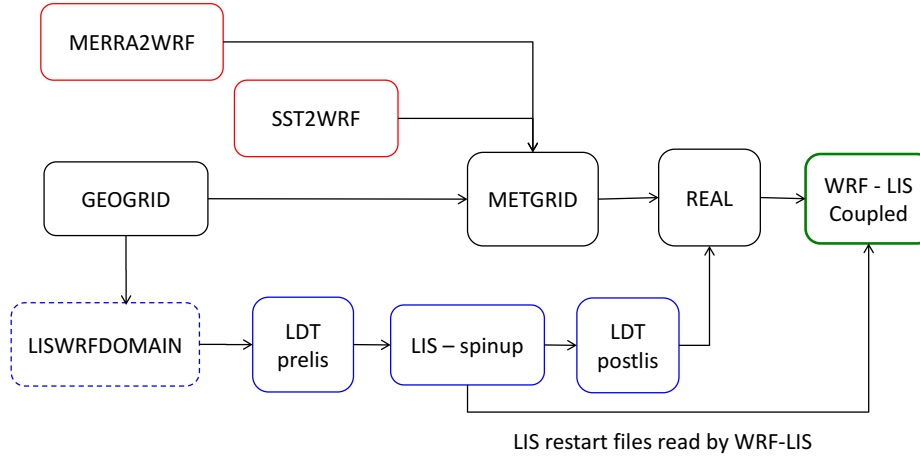 MERRA2WRF
SST2WRF
GEOGRID
METGRID
REAL
WRF - LIS
Coupled
LISWRFDOMAIN
LDT
prelis
LIS – spinup
LDT
postlis
LIS restart files read by WRF-LIS